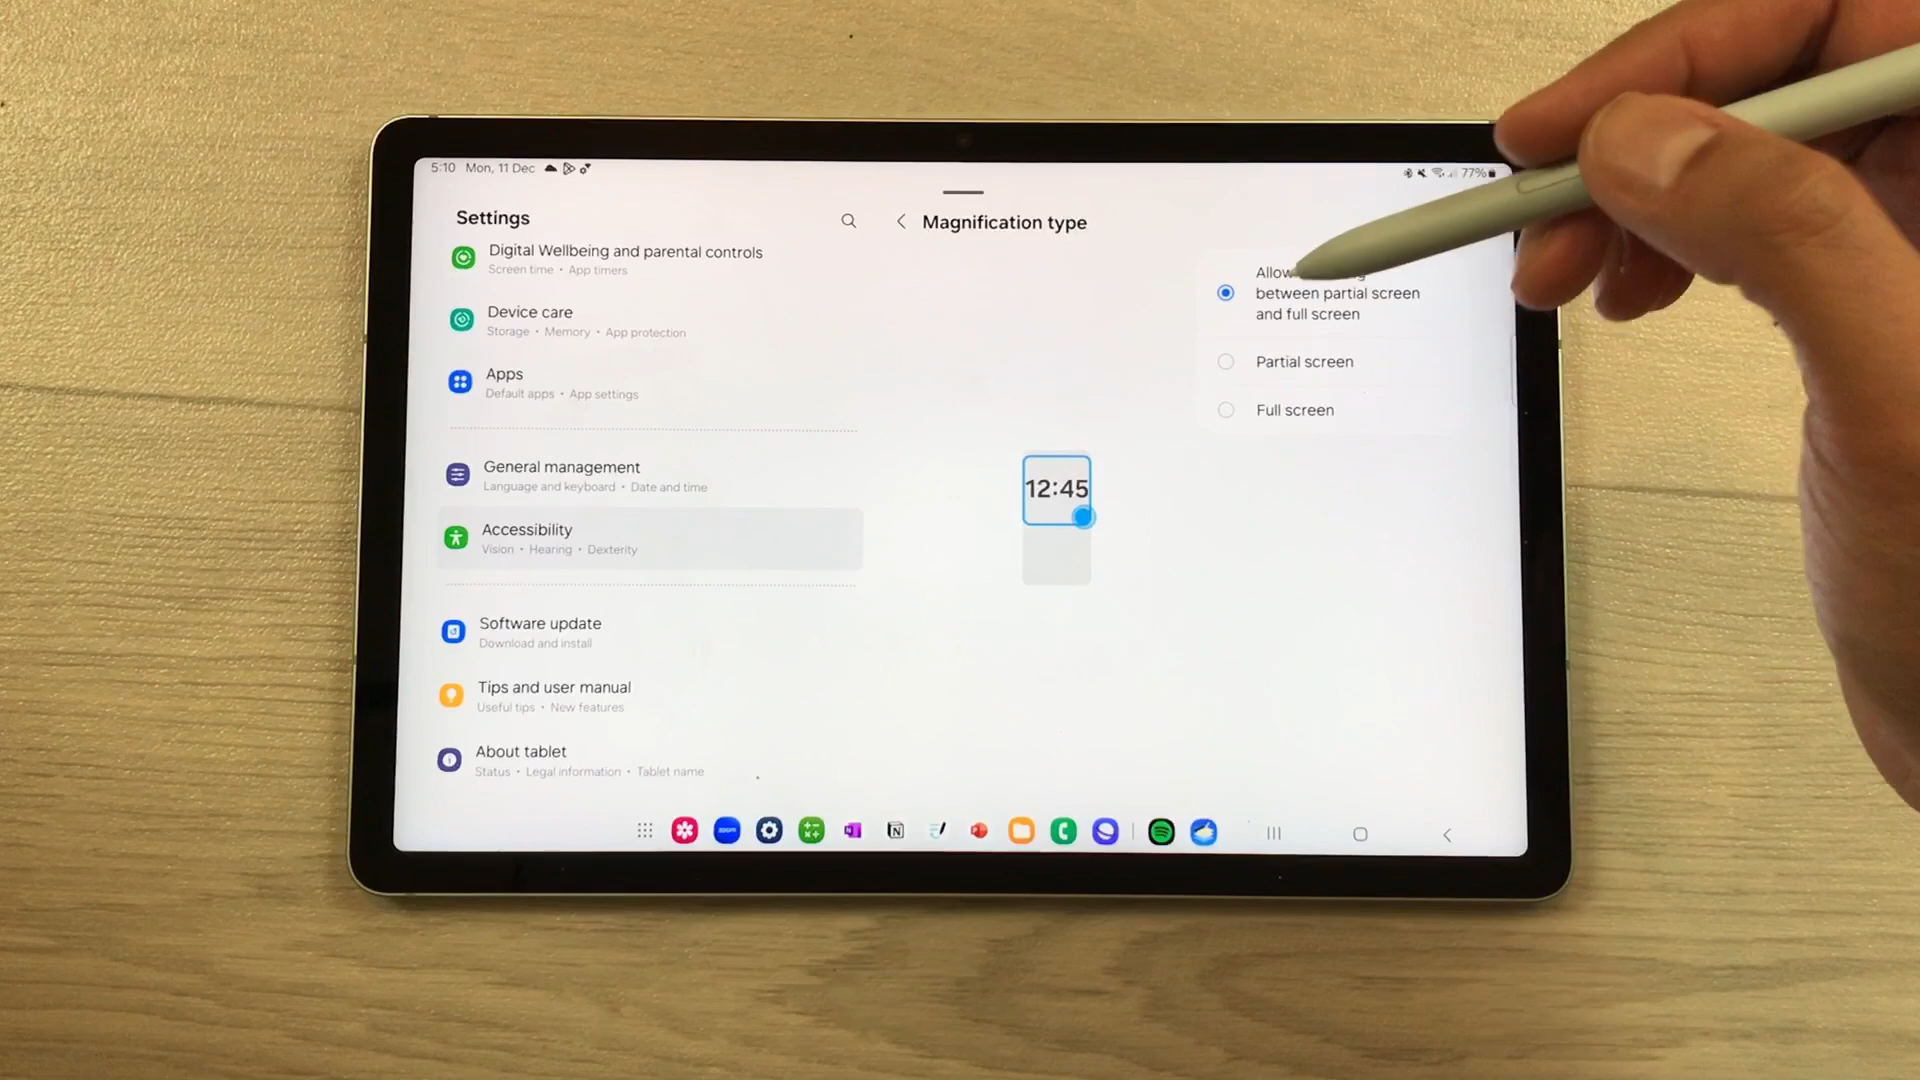 5:10 Mon, 11 Dec
77%
Settings
Magnification type
Digital Wellbeing and parental controls
Screen time • App timers
Device care
Storage • Memory • App protection
Apps
Default apps • App settings
General management
Language and keyboard • Date and time
Accessibility
Vision • Hearing • Dexterity
Software update
Download and install
Tips and user manual
Useful tips • New features
About tablet
Status • Legal information • Tablet name
Allow
between partial screen
and full screen
Partial screen
Full screen
12:45
zoom